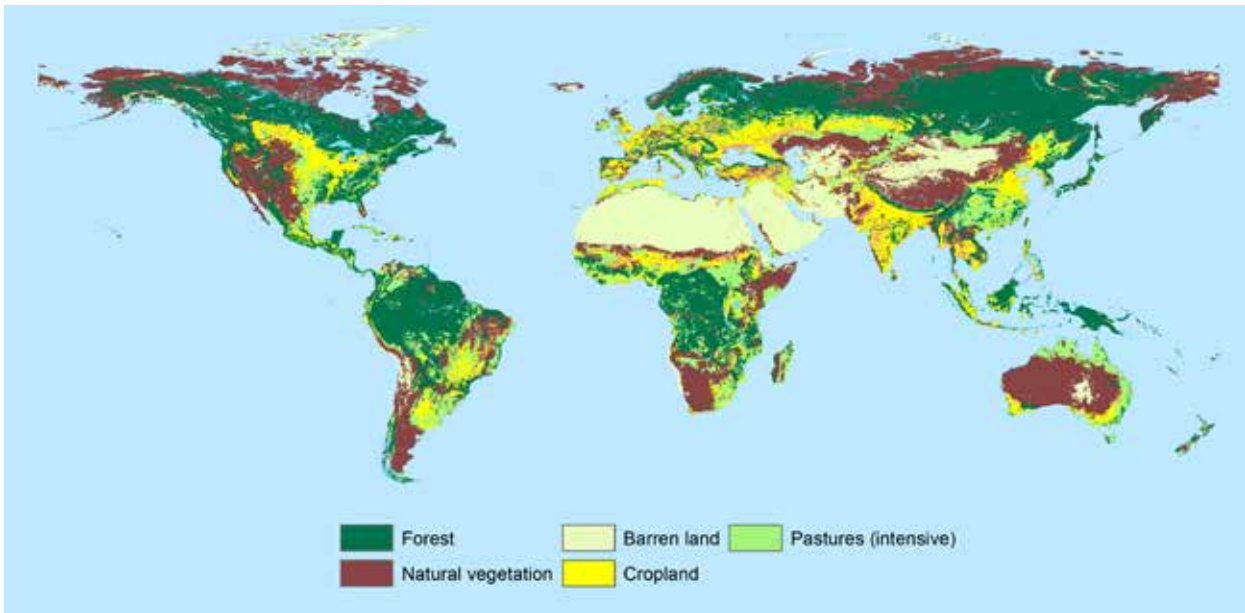 Forest
Barren land
Pastures (intensive)
Natural vegetation
Cropland